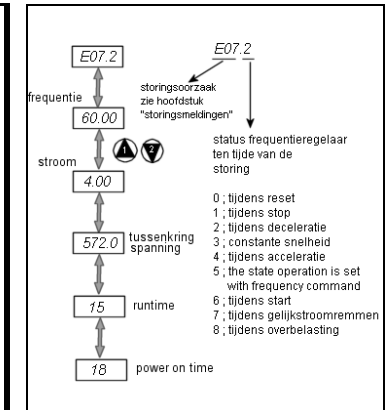 E07.2
frequentie
60.00
1 2
stroom
4.00
572.0
tussenkring
spanning
15
runtime
18
power on time
E07.2
storingsoorzaak
zie hoofdstuk
"storingsmeldingen"
status frequentieregelaar
ten tijde van de
storing
0 ; tijdens reset
1 ; tijdens stop
2 ; tijdens deceleratie
3 ; constante snelheid
4 ; tijdens acceleratie
5 ; the state operation is set
with frequency command
6 ; tijdens start
7 ; tijdens gelijkstroomremmen
8 ; tijdens overbelasting